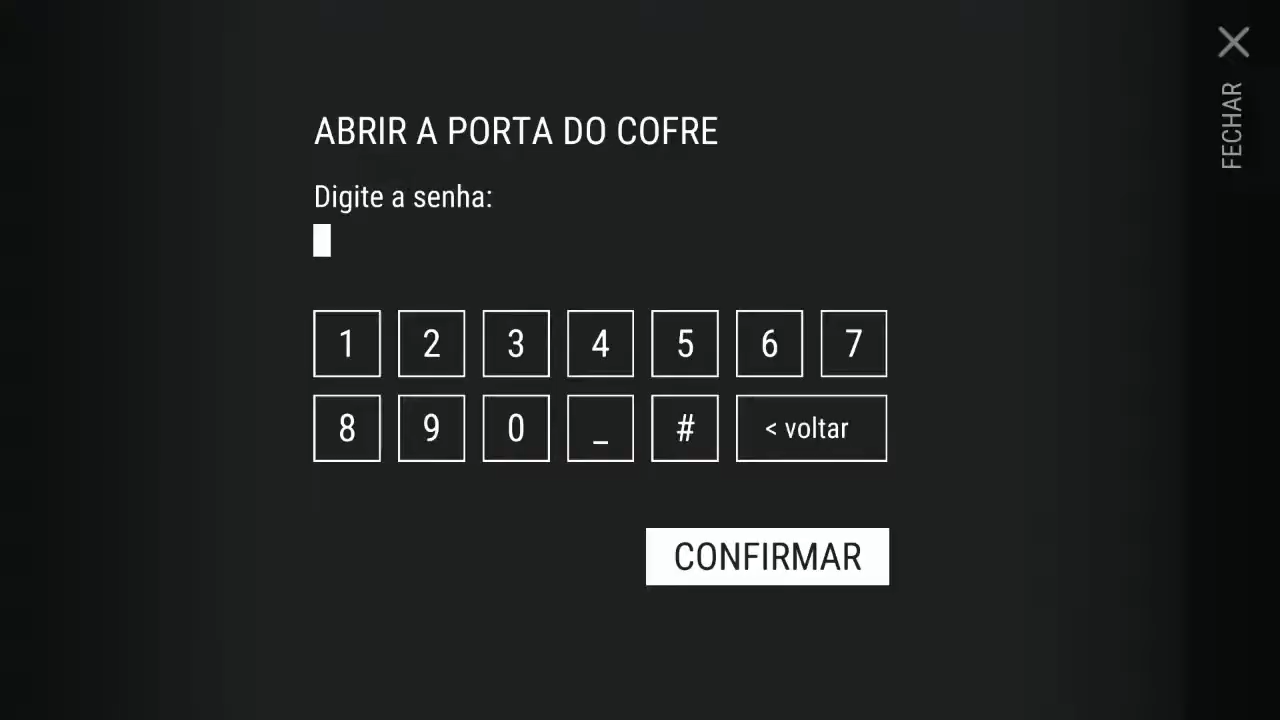 FECHAR
ABRIR A PORTA DO COFRE
Digite a senha:
1 2 3 4 5 6 7
8 9 0 _ # < voltar
CONFIRMAR